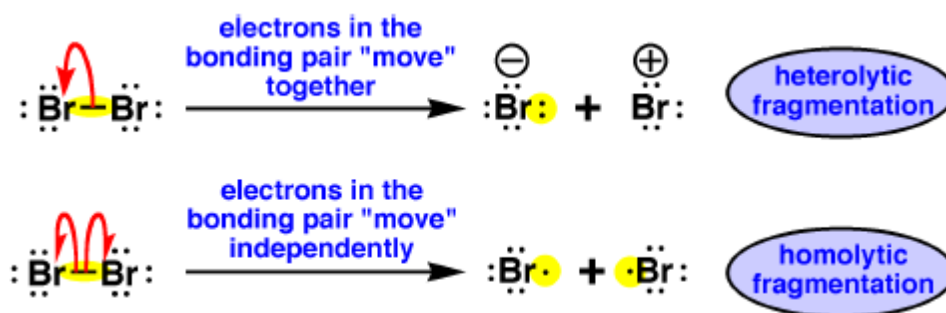 electrons in the
bonding pair "move"
together
:Br–Br: :Br: + Br:
⊖ ⊕
heterolytic
fragmentation
electrons in the
bonding pair "move"
independently
:Br–Br: :Br· + ·Br:
homolytic
fragmentation